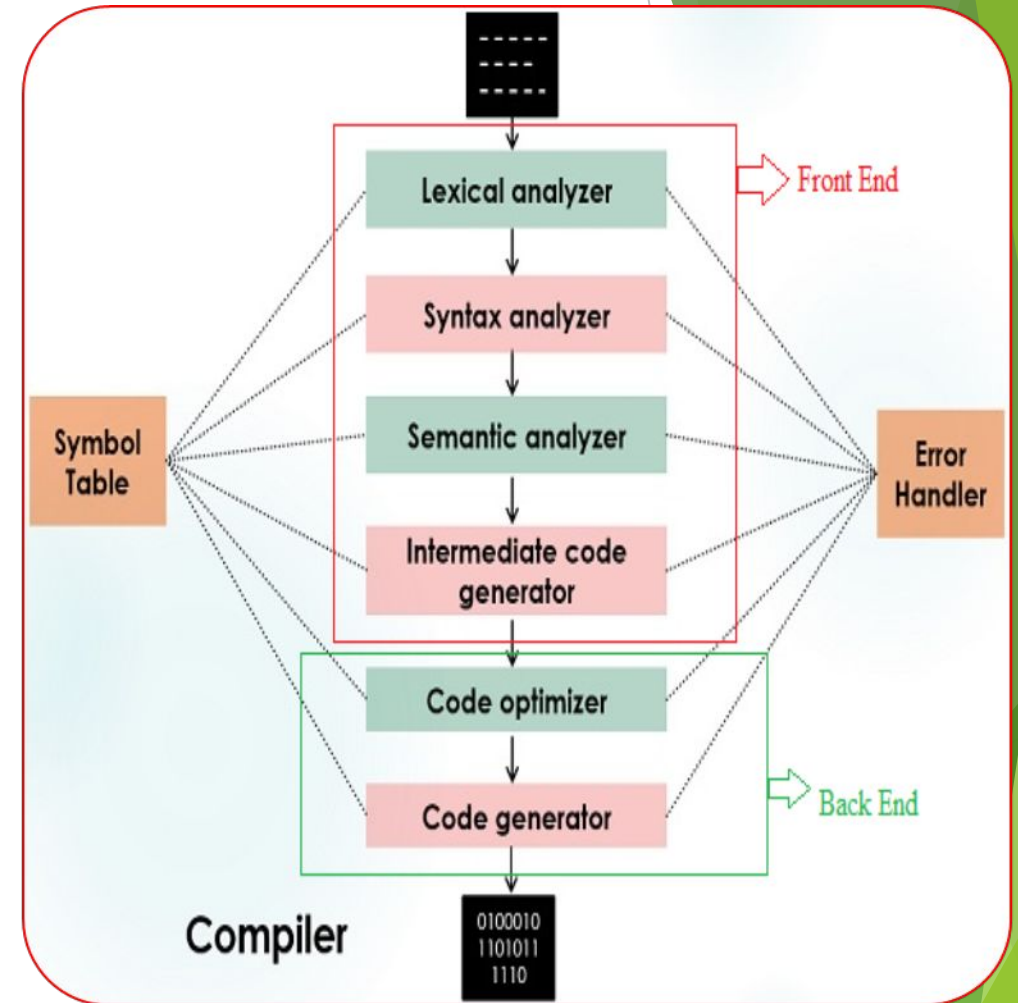 Lexical analyzer
Front End
Syntax analyzer
Symbol
Table
Semantic analyzer
Error
Handler
Intermediate code
generator
Code optimizer
Code generator
Back End
Compiler
0100010
1101011
1110